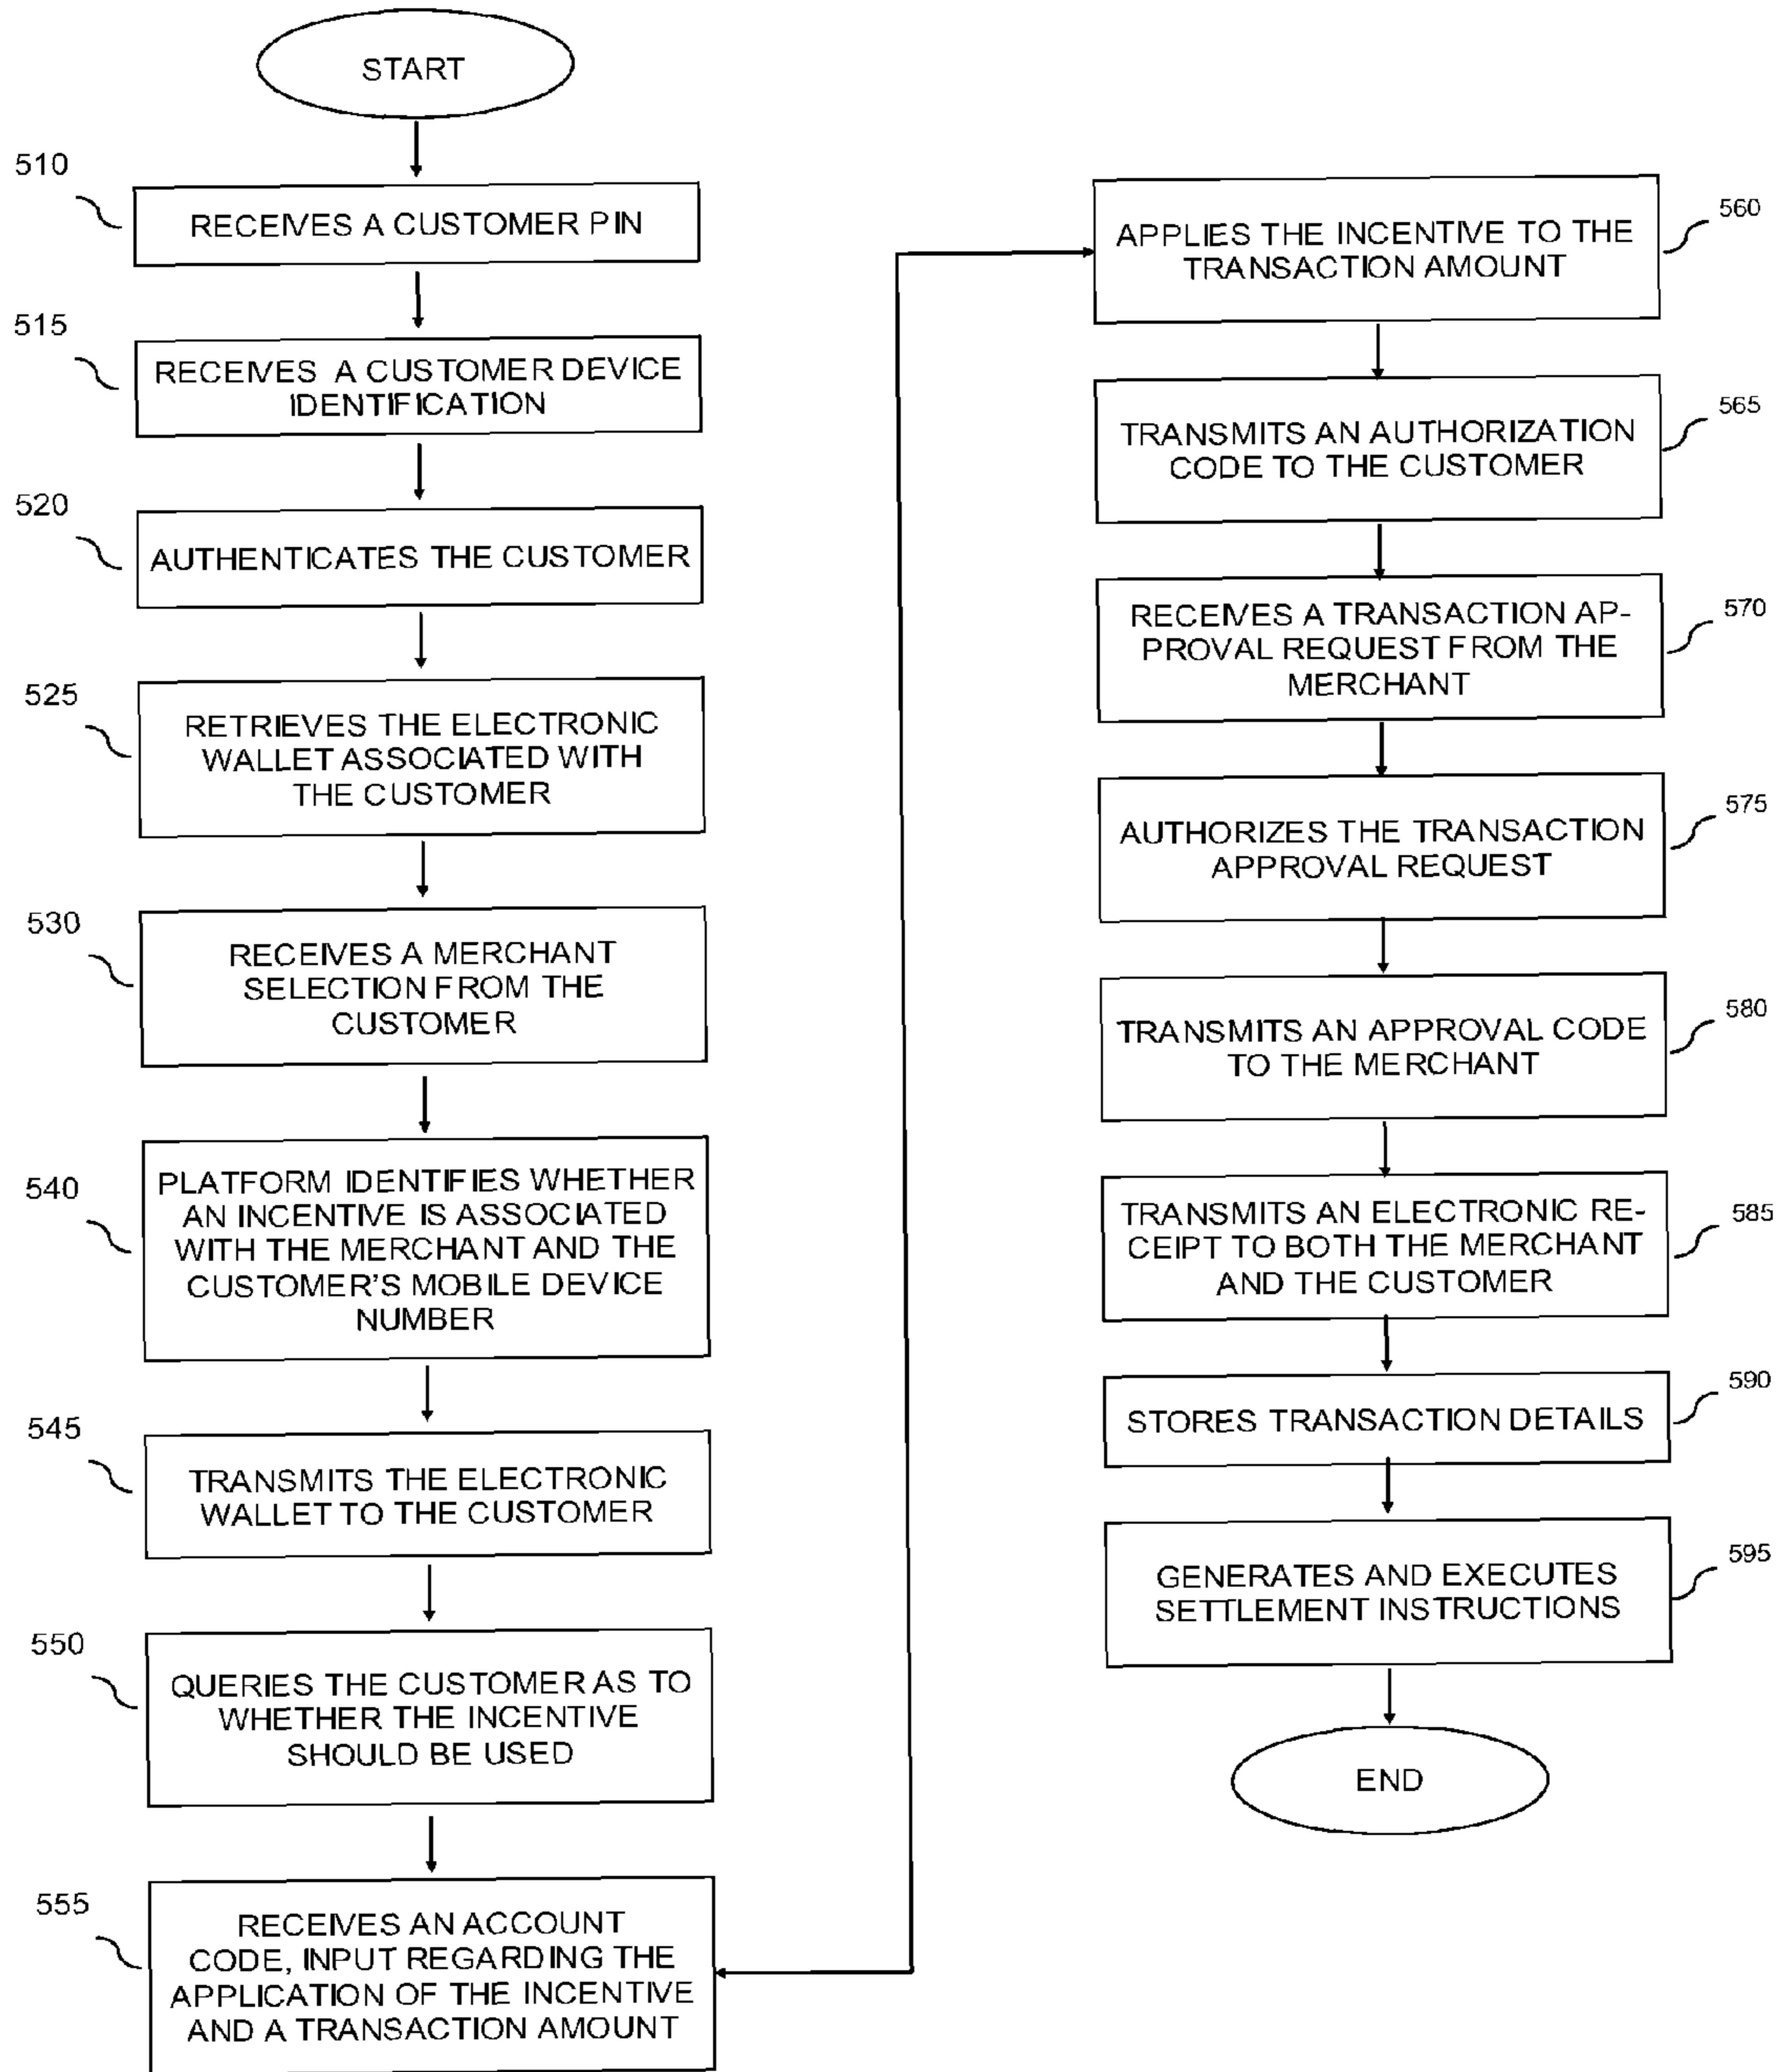 START
510
RECEIVES A CUSTOMER PIN
515
RECEIVES A CUSTOMER DEVICE
IDENTIFICATION
520
AUTHENTICATES THE CUSTOMER
525
RETRIEVES THE ELECTRONIC
WALLET ASSOCIATED WITH
THE CUSTOMER
530
RECEIVES A MERCHANT
SELECTION FROM THE
CUSTOMER
540
PLATFORM IDENTIFIES WHETHER
AN INCENTIVE IS ASSOCIATED
WITH THE MERCHANT AND THE
CUSTOMER'S MOBILE DEVICE
NUMBER
545
TRANSMITS THE ELECTRONIC
WALLET TO THE CUSTOMER
550
QUERIES THE CUSTOMER AS TO
WHETHER THE INCENTIVE
SHOULD BE USED
555
RECEIVES AN ACCOUNT
CODE, INPUT REGARDING THE
APPLICATION OF THE INCENTIVE
AND A TRANSACTION AMOUNT
560
APPLIES THE INCENTIVE TO THE
TRANSACTION AMOUNT
565
TRANSMITS AN AUTHORIZATION
CODE TO THE CUSTOMER
570
RECEIVES A TRANSACTION AP-
PROVAL REQUEST FROM THE
MERCHANT
575
AUTHORIZES THE TRANSACTION
APPROVAL REQUEST
580
TRANSMITS AN APPROVAL CODE
TO THE MERCHANT
585
TRANSMITS AN ELECTRONIC RE-
CEIPT TO BOTH THE MERCHANT
AND THE CUSTOMER
590
STORES TRANSACTION DETAILS
595
GENERATES AND EXECUTES
SETTLEMENT INSTRUCTIONS
END